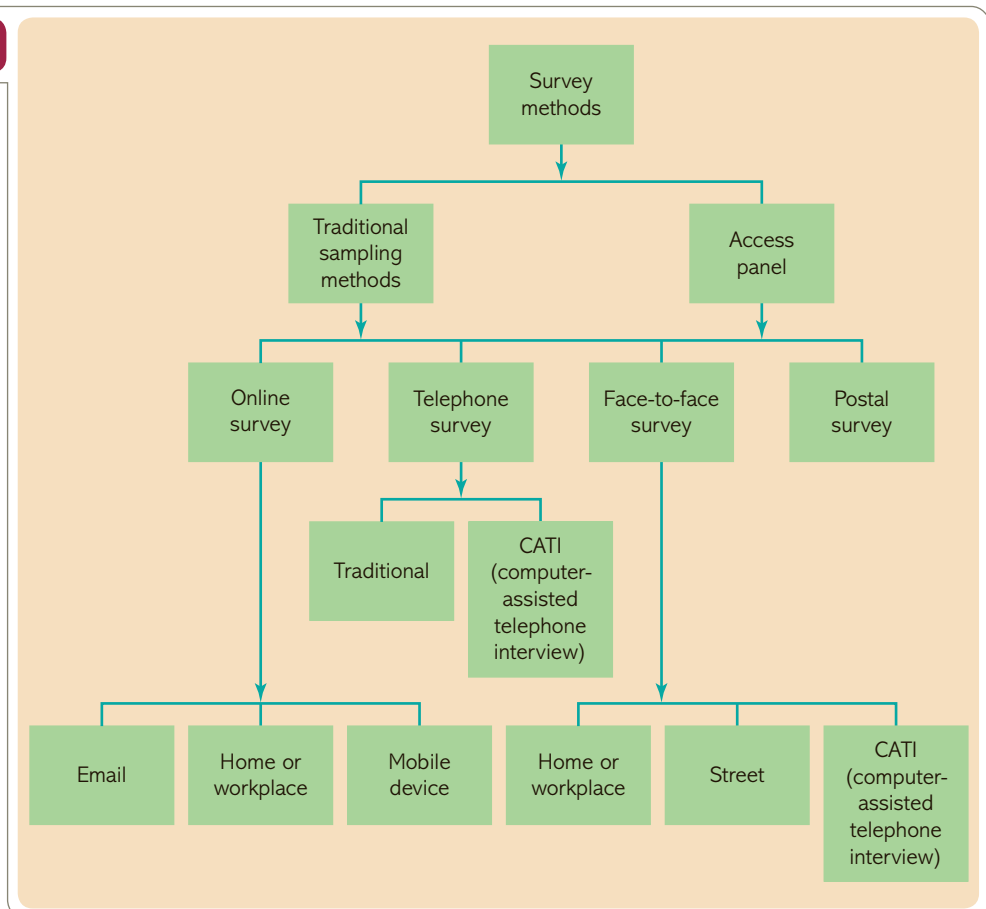 Survey
methods
Traditional
sampling
methods
Access
panel
Online
survey
Telephone
survey
Face-to-face
survey
Postal
survey
Traditional
CATI
(computer-
assisted
telephone
interview)
Email
Home or
workplace
Mobile
device
Home or
workplace
Street
CATI
(computer-
assisted
telephone
interview)